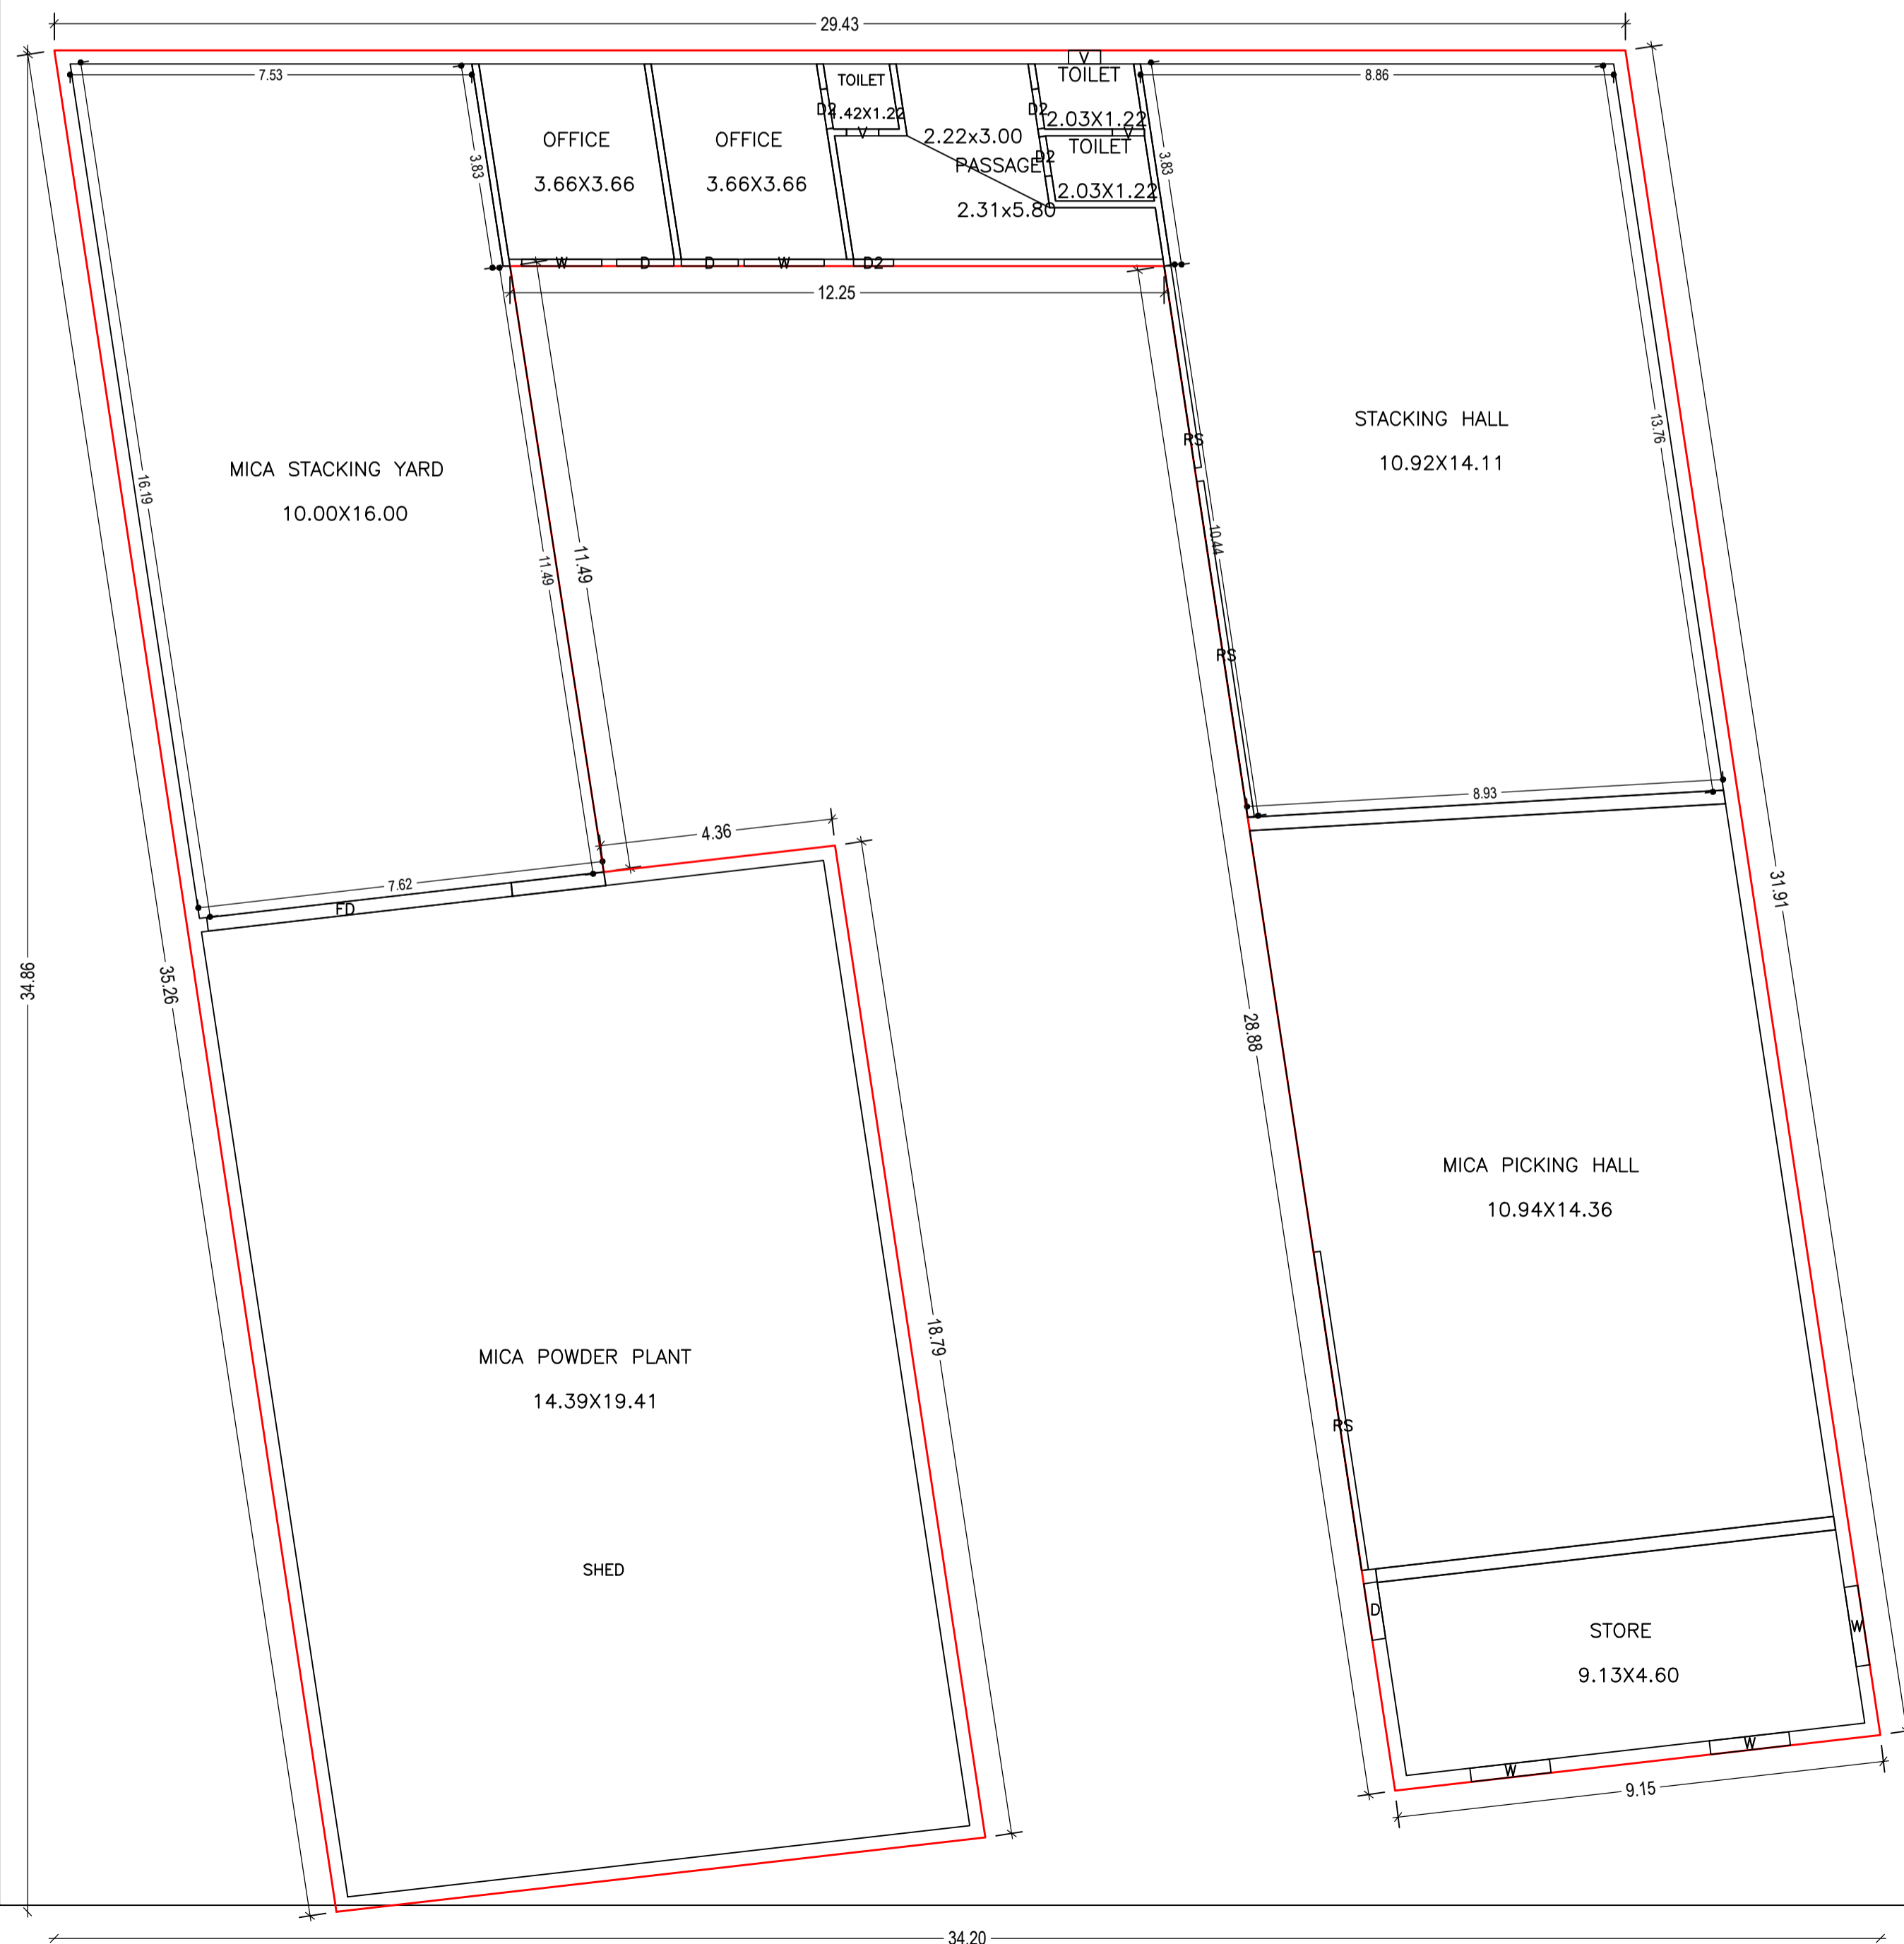 29.43
7.53
8.86
V
TOILET
TOILET
D2
.42X1.22
V
D2
2.03X1.22
V
OFFICE
3.66X3.66
OFFICE
3.66X3.66
2.22x3.00
PASSAGE
2.31x5.80
D2
TOILET
2.03X1.22
3.83
3.83
W
D
D
W
D2
12.25
STACKING HALL
10.92X14.11
13.76
RS
MICA STACKING YARD
10.00X16.00
16.19
11.49
11.49
10.44
RS
8.93
4.36
7.62
FD
31.91
34.86
35.26
28.88
MICA PICKING HALL
10.94X14.36
18.79
MICA POWDER PLANT
14.39X19.41
RS
SHED
D
STORE
9.13X4.60
W
W
W
9.15
34.20